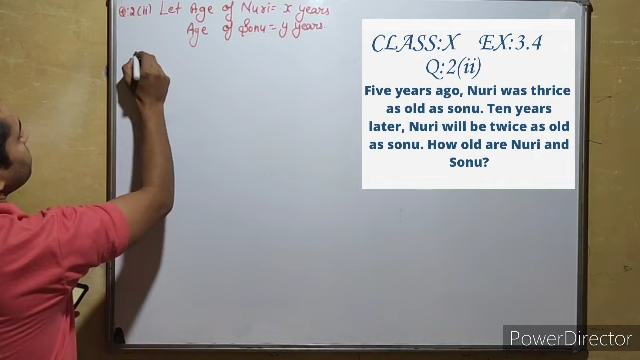 Q:2(ii) Let Age of Nuri = x years
Age of Sonu = y years.
CLASS:X EX:3.4
Q:2(ii)
Five years ago, Nuri was thrice
as old as sonu. Ten years
later, Nuri will be twice as old
as sonu. How old are Nuri and
Sonu?
PowerDirector